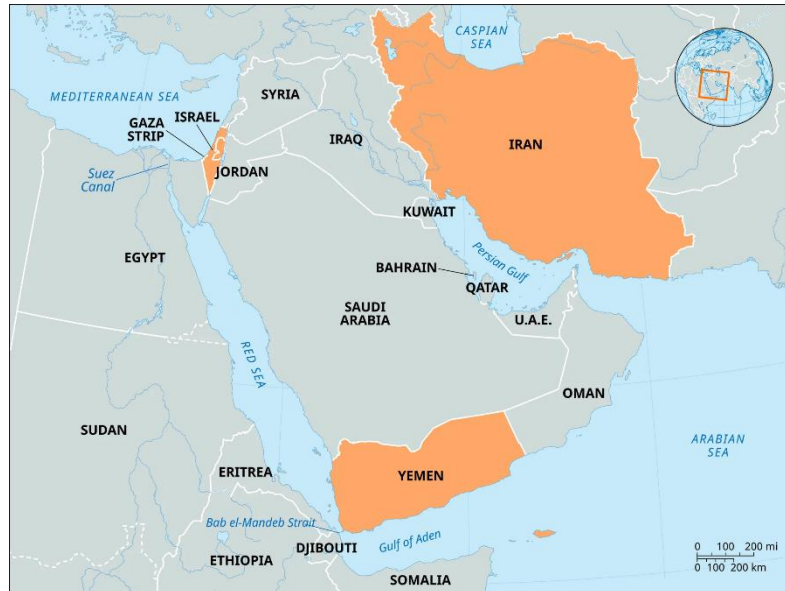 CASPIAN
SEA
MEDITERRANEAN SEA
SYRIA
ISRAEL
GAZA
STRIP
IRAQ
IRAN
Suez
Canal
JORDAN
KUWAIT
Persian Gulf
EGYPT
BAHRAIN
QATAR
SAUDI
ARABIA
U.A.E.
RED SEA
OMAN
SUDAN
ARABIAN
SEA
ERITREA
YEMEN
Bab el-Mandeb Strait
Gulf of Aden
DJIBOUTI
ETHIOPIA
SOMALIA
0 100 200 mi
0 100 200 km